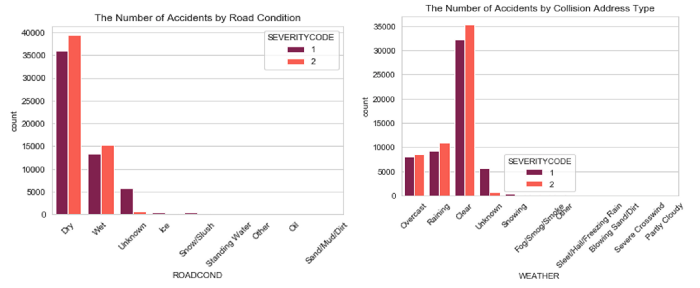 The Number of Accidents by Road Condition
SEVERITYCODE
1
2
40000
35000
30000
25000
20000
15000
10000
5000
0
count
Dry
Wet
Unknown
Ice
Snow/Slush
Standing Water
Other
Oil
Sand/Mud/Dirt
ROADCOND
The Number of Accidents by Collision Address Type
35000
30000
25000
20000
15000
10000
5000
0
count
SEVERITYCODE
1
2
Overcast
Raining
Clear
Unknown
Snowing
Fog/Smog/Smoke
Other
Sleet/Hail/Freezing Rain
Blowing Sand/Dirt
Severe Crosswind
Partly Cloudy
WEATHER